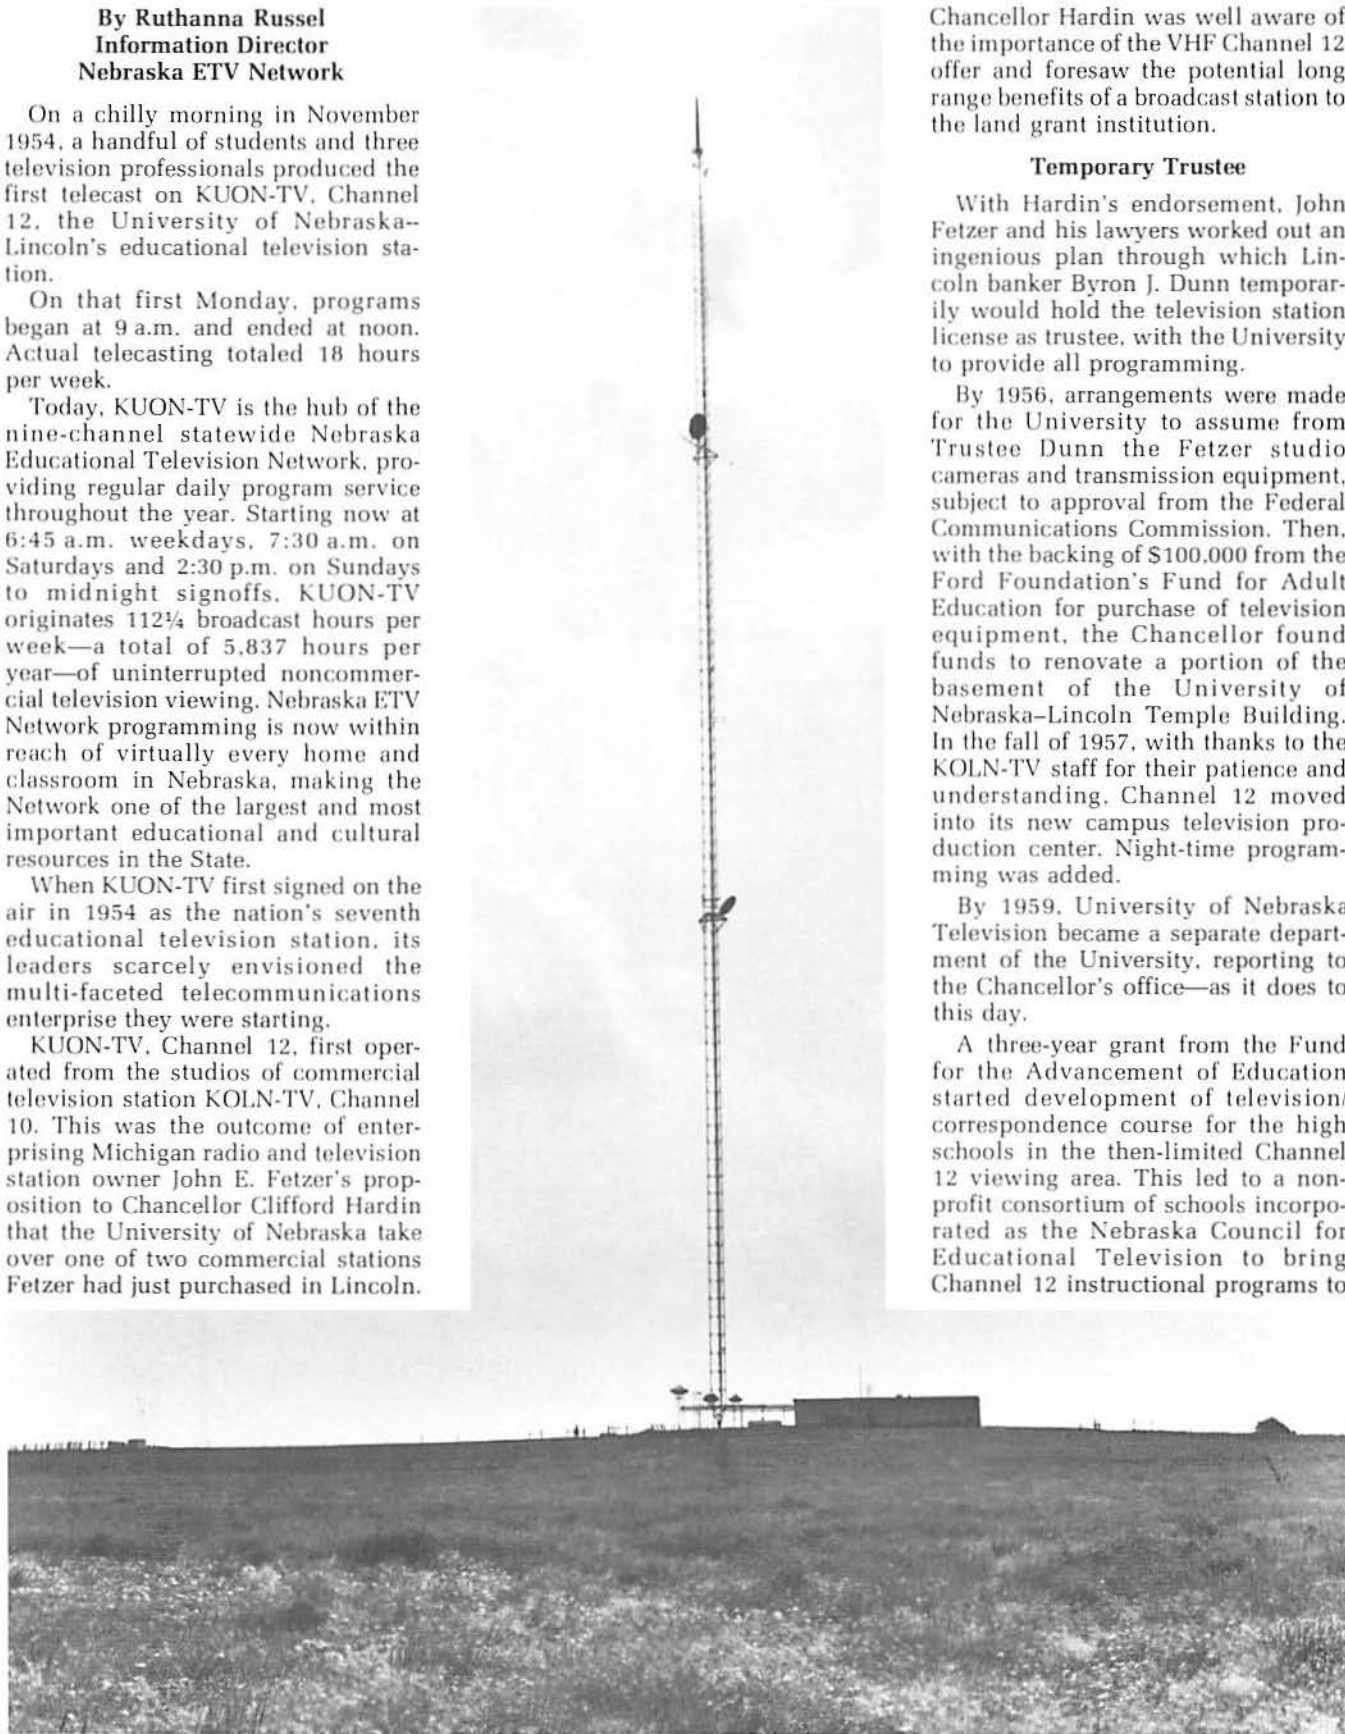 By Ruthanna Russel
Information Director
Nebraska ETV Network
On a chilly morning in November
1954, a handful of students and three
television professionals produced the
first telecast on KUON-TV, Channel
12, the University of Nebraska–
Lincoln's educational television sta-
tion.
On that first Monday, programs
began at 9 a.m. and ended at noon.
Actual telecasting totaled 18 hours
per week.
Today, KUON-TV is the hub of the
nine-channel statewide Nebraska
Educational Television Network, pro-
viding regular daily program service
throughout the year. Starting now at
6:45 a.m. weekdays, 7:30 a.m. on
Saturdays and 2:30 p.m. on Sundays
to midnight signoffs, KUON-TV
originates 112¼ broadcast hours per
week—a total of 5,837 hours per
year—of uninterrupted noncommer-
cial television viewing. Nebraska ETV
Network programming is now within
reach of virtually every home and
classroom in Nebraska, making the
Network one of the largest and most
important educational and cultural
resources in the State.
When KUON-TV first signed on the
air in 1954 as the nation's seventh
educational television station, its
leaders scarcely envisioned the
multi-faceted telecommunications
enterprise they were starting.
KUON-TV, Channel 12, first oper-
ated from the studios of commercial
television station KOLN-TV, Channel
10. This was the outcome of enter-
prising Michigan radio and television
station owner John E. Fetzer's prop-
osition to Chancellor Clifford Hardin
that the University of Nebraska take
over one of two commercial stations
Fetzer had just purchased in Lincoln.
Chancellor Hardin was well aware of
the importance of the VHF Channel 12
offer and foresaw the potential long
range benefits of a broadcast station to
the land grant institution.
Temporary Trustee
With Hardin's endorsement, John
Fetzer and his lawyers worked out an
ingenious plan through which Lin-
coln banker Byron J. Dunn temporar-
ily would hold the television station
license as trustee, with the University
to provide all programming.
By 1956, arrangements were made
for the University to assume from
Trustee Dunn the Fetzer studio
cameras and transmission equipment,
subject to approval from the Federal
Communications Commission. Then,
with the backing of $100,000 from the
Ford Foundation's Fund for Adult
Education for purchase of television
equipment, the Chancellor found
funds to renovate a portion of the
basement of the University of
Nebraska–Lincoln Temple Building.
In the fall of 1957, with thanks to the
KOLN-TV staff for their patience and
understanding, Channel 12 moved
into its new campus television pro-
duction center. Night-time program-
ming was added.
By 1959, University of Nebraska
Television became a separate depart-
ment of the University, reporting to
the Chancellor's office—as it does to
this day.
A three-year grant from the Fund
for the Advancement of Education
started development of television/
correspondence course for the high
schools in the then-limited Channel
12 viewing area. This led to a non-
profit consortium of schools incorpo-
rated as the Nebraska Council for
Educational Television to bring
Channel 12 instructional programs to